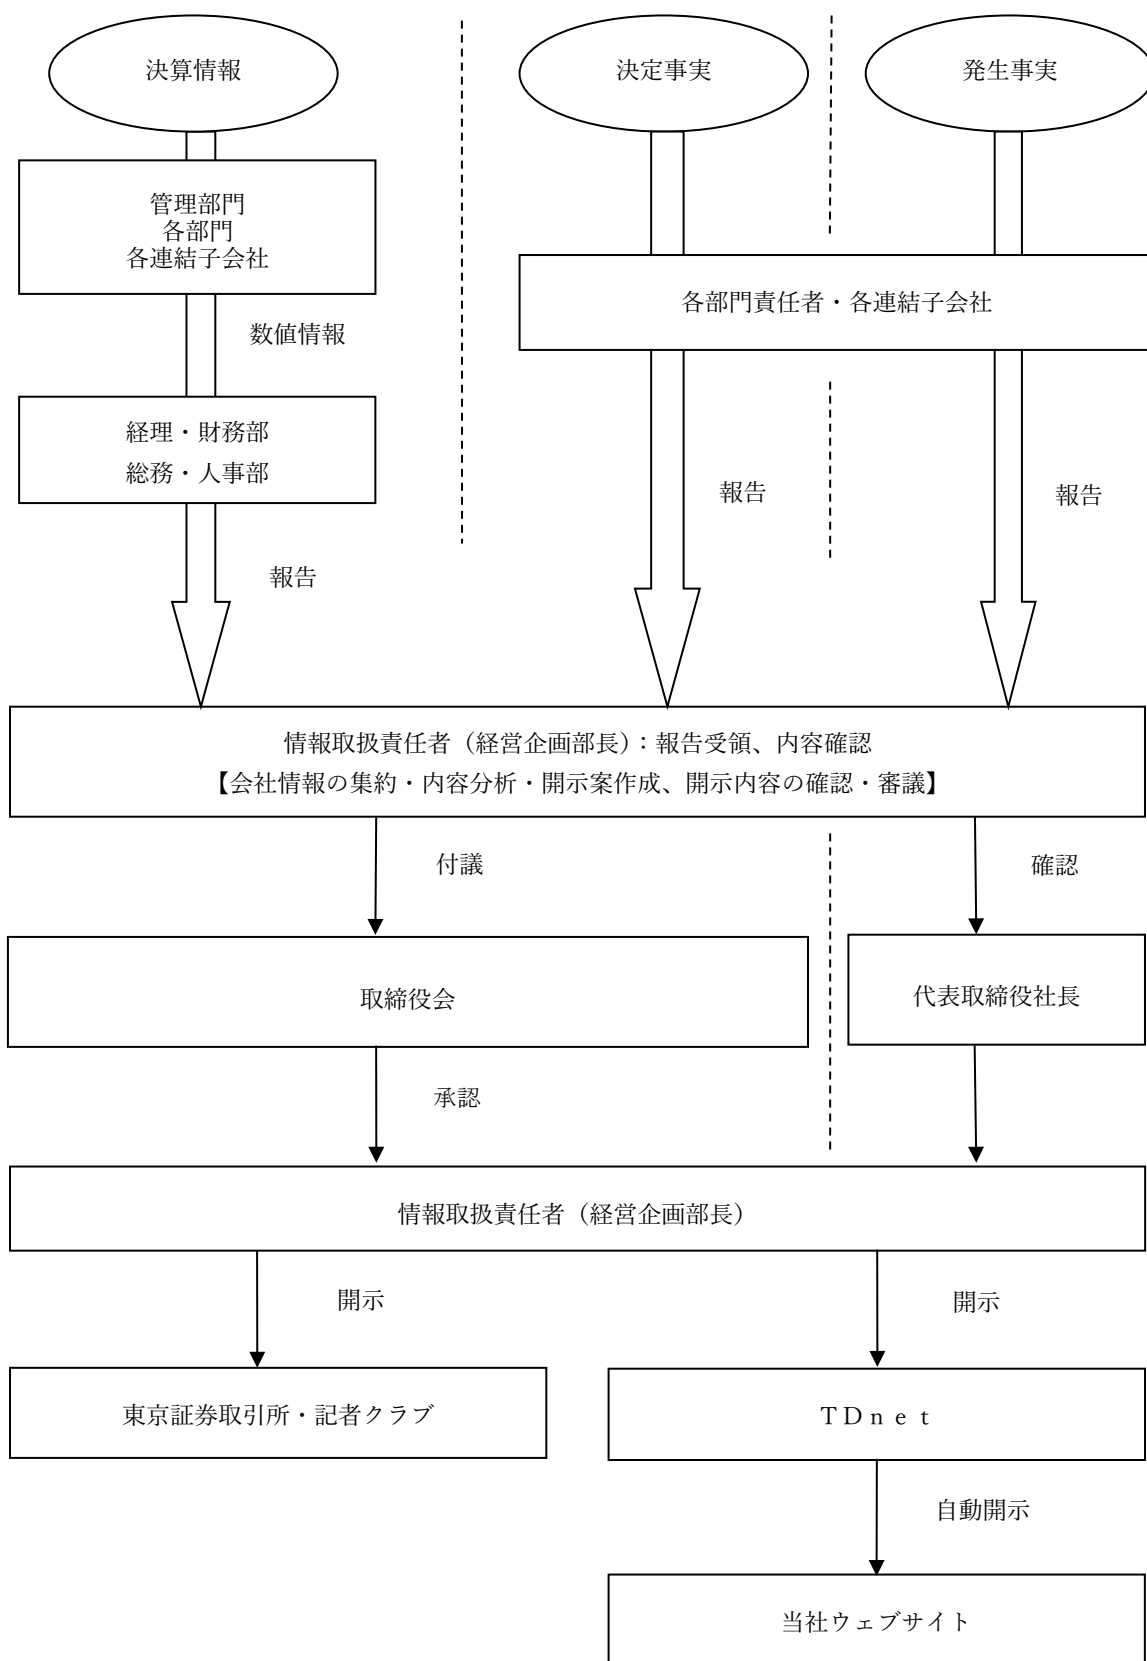 決算情報
決定事実
発生事実
管理部門
各部門
各連結子会社
各部門責任者・各連結子会社
数値情報
経理・財務部
総務・人事部
報告
報告
報告
情報取扱責任者（経営企画部長）：報告受領、内容確認
【会社情報の集約・内容分析・開示案作成、開示内容の確認・審議】
付議
確認
取締役会
代表取締役社長
承認
情報取扱責任者（経営企画部長）
開示
開示
東京証券取引所・記者クラブ
ＴＤｎｅｔ
自動開示
当社ウェブサイト